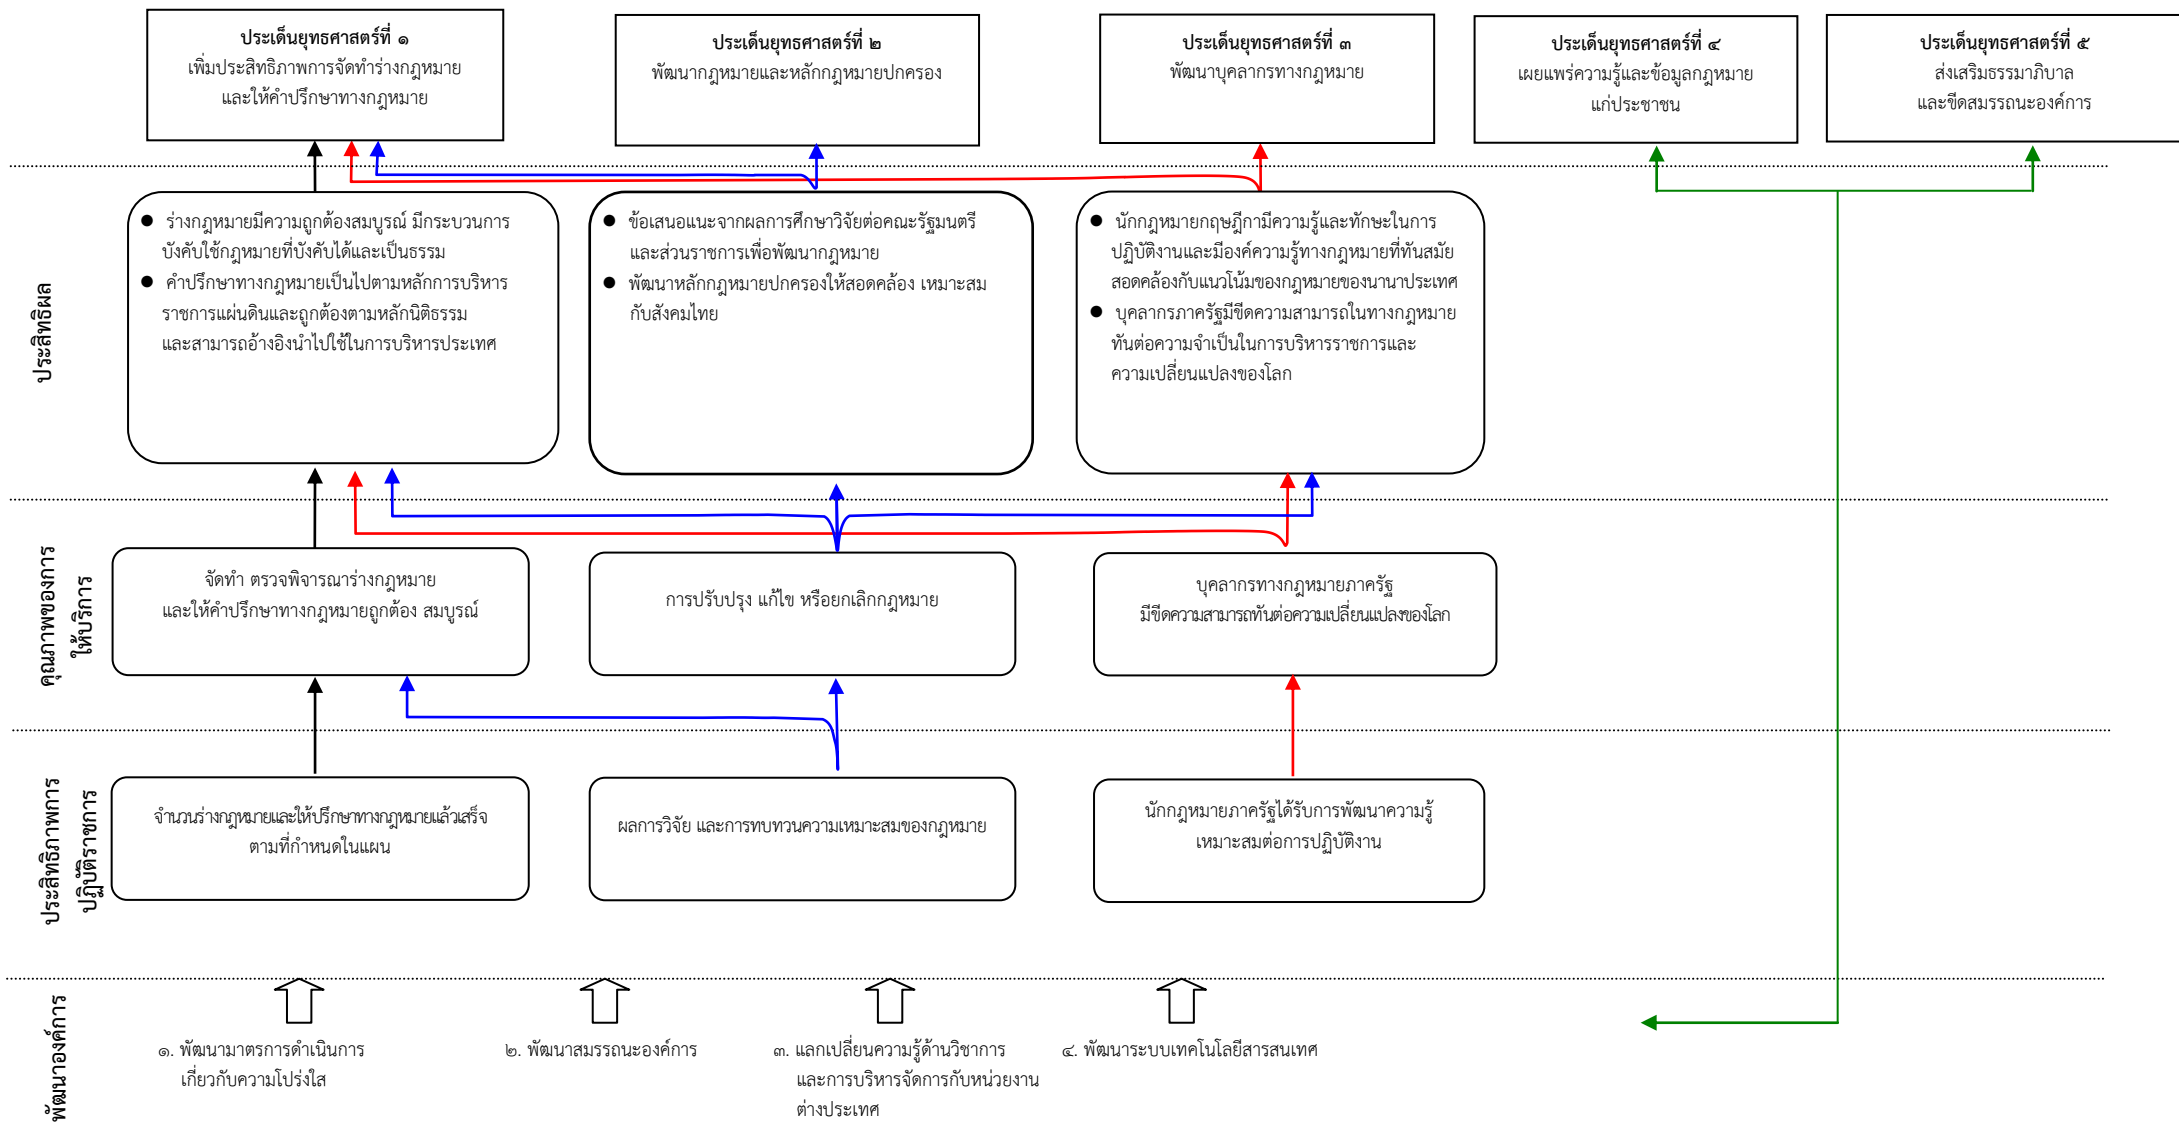 ประเด็นยุทธศาสตร์ที่ ๑
เพิ่มประสิทธิภาพการจัดทำร่างกฎหมาย
และให้คำปรึกษาทางกฎหมาย
ประเด็นยุทธศาสตร์ที่ ๒
พัฒนากฎหมายและหลักกฎหมายปกครอง
ประเด็นยุทธศาสตร์ที่ ๓
พัฒนาบุคลากรทางกฎหมาย
ประเด็นยุทธศาสตร์ที่ ๔
เผยแพร่ความรู้และข้อมูลกฎหมาย
แก่ประชาชน
ประเด็นยุทธศาสตร์ที่ ๕
ส่งเสริมธรรมาภิบาล
และขีดสมรรถนะองค์การ
ประสิทธิผล
● ร่างกฎหมายมีความถูกต้องสมบูรณ์ มีกระบวนการ
บังคับใช้กฎหมายที่บังคับได้และเป็นธรรม
● คำปรึกษาทางกฎหมายเป็นไปตามหลักการบริหาร
ราชการแผ่นดินและถูกต้องตามหลักนิติธรรม
และสามารถอ้างอิงนำไปใช้ในการบริหารประเทศ
● ข้อเสนอแนะจากผลการศึกษาวิจัยต่อคณะรัฐมนตรี
และส่วนราชการเพื่อพัฒนากฎหมาย
● พัฒนาหลักกฎหมายปกครองให้สอดคล้อง เหมาะสม
กับสังคมไทย
● นักกฎหมายกฤษฎีกามีความรู้และทักษะในการ
ปฏิบัติงานและมีองค์ความรู้ทางกฎหมายที่ทันสมัย
สอดคล้องกับแนวโน้มของกฎหมายของนานาประเทศ
● บุคลากรภาครัฐมีขีดความสามารถในทางกฎหมาย
ทันต่อความจำเป็นในการบริหารราชการและ
ความเปลี่ยนแปลงของโลก
คุณภาพของการ
ให้บริการ
จัดทำ ตรวจพิจารณาร่างกฎหมาย
และให้คำปรึกษาทางกฎหมายถูกต้อง สมบูรณ์
การปรับปรุง แก้ไข หรือยกเลิกกฎหมาย
บุคลากรทางกฎหมายภาครัฐ
มีขีดความสามารถทันต่อความเปลี่ยนแปลงของโลก
ประสิทธิภาพการ
ปฏิบัติราชการ
จำนวนร่างกฎหมายและให้ปรึกษาทางกฎหมายแล้วเสร็จ
ตามที่กำหนดในแผน
ผลการวิจัย และการทบทวนความเหมาะสมของกฎหมาย
นักกฎหมายภาครัฐได้รับการพัฒนาความรู้
เหมาะสมต่อการปฏิบัติงาน
พัฒนาองค์การ
๑. พัฒนามาตรการดำเนินการ
เกี่ยวกับความโปร่งใส
๒. พัฒนาสมรรถนะองค์การ
๓. แลกเปลี่ยนความรู้ด้านวิชาการ
และการบริหารจัดการกับหน่วยงาน
ต่างประเทศ
๔. พัฒนาระบบเทคโนโลยีสารสนเทศ